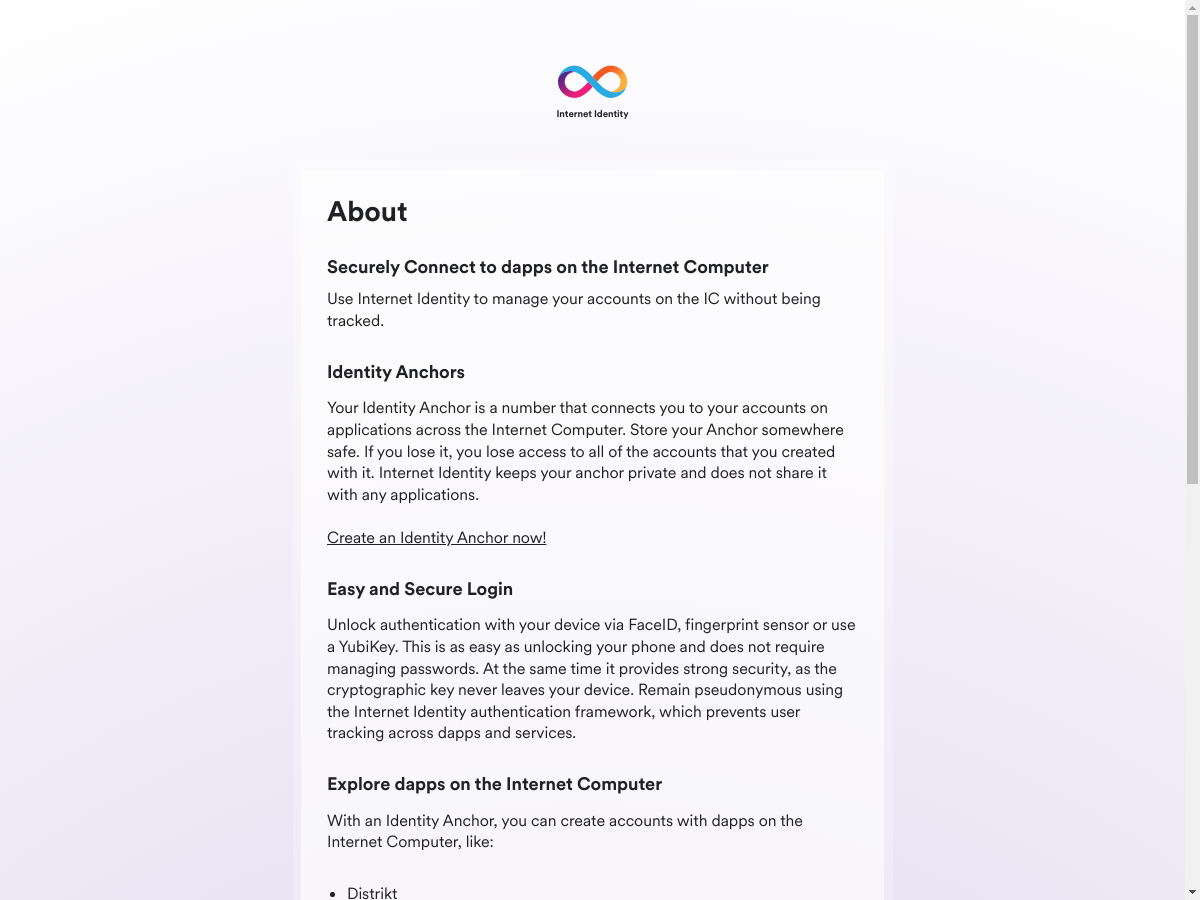 Internet Identity
About
Securely Connect to dapps on the Internet Computer
Use Internet Identity to manage your accounts on the IC without being
tracked.
Identity Anchors
Your Identity Anchor is a number that connects you to your accounts on
applications across the Internet Computer. Store your Anchor somewhere
safe. If you lose it, you lose access to all of the accounts that you created
with it. Internet Identity keeps your anchor private and does not share it
with any applications.
Create an Identity Anchor now!
Easy and Secure Login
Unlock authentication with your device via FaceID, fingerprint sensor or use
a YubiKey. This is as easy as unlocking your phone and does not require
managing passwords. At the same time it provides strong security, as the
cryptographic key never leaves your device. Remain pseudonymous using
the Internet Identity authentication framework, which prevents user
tracking across dapps and services.
Explore dapps on the Internet Computer
With an Identity Anchor, you can create accounts with dapps on the
Internet Computer, like:
• Distrikt